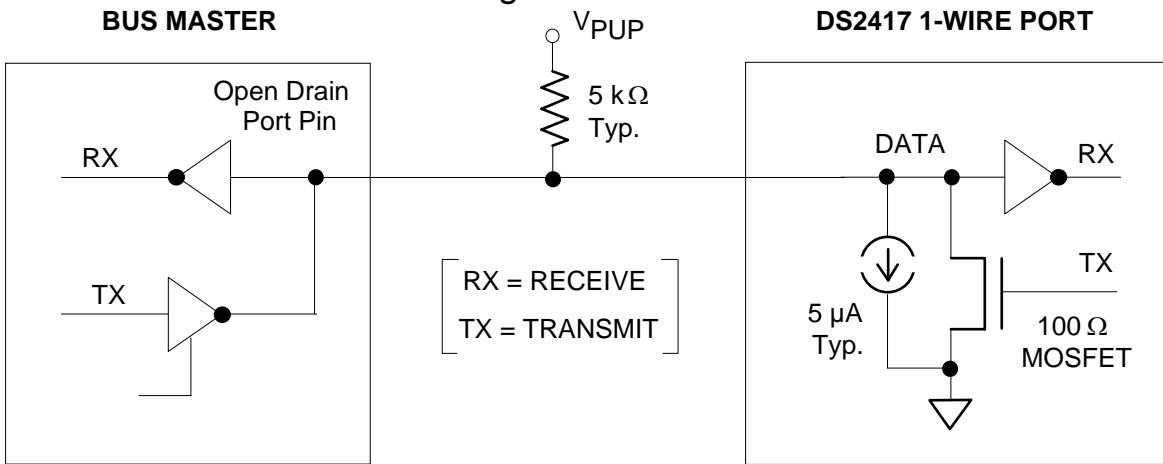 BUS MASTER
VPUP
DS2417 1-WIRE PORT
Open Drain
Port Pin
5 kΩ
Typ.
RX
DATA
RX
TX
RX = RECEIVE
TX = TRANSMIT
5 µA
Typ.
TX
100 Ω
MOSFET